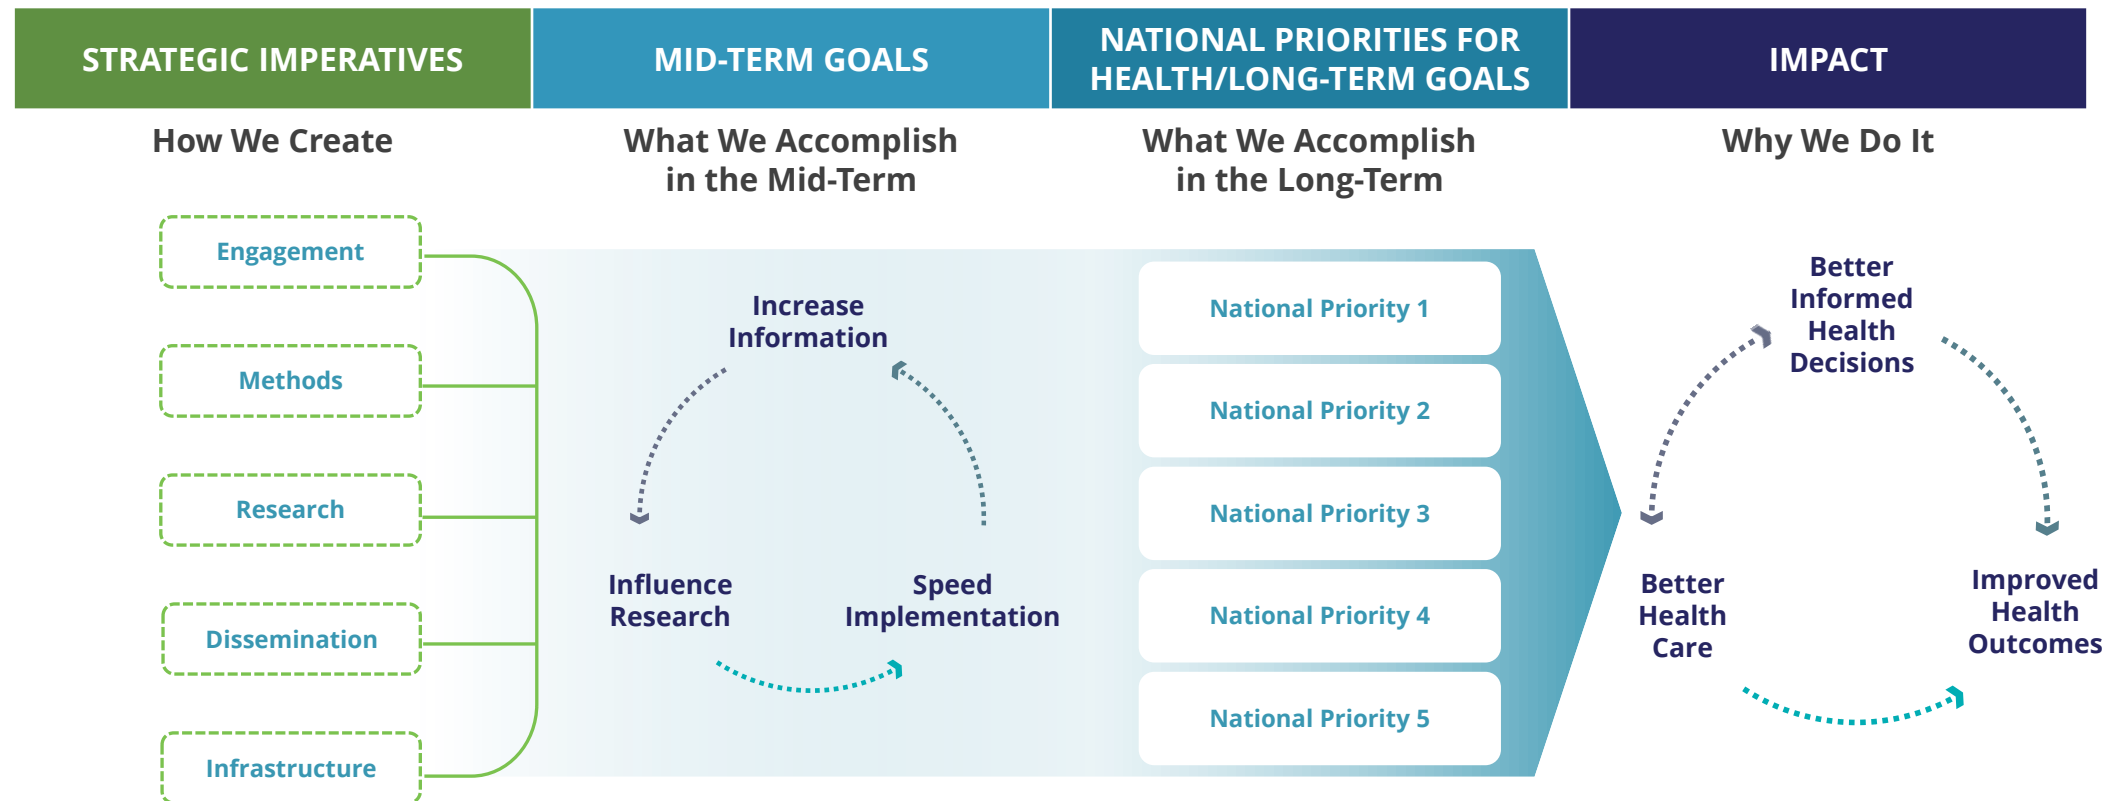 STRATEGIC IMPERATIVES
MID-TERM GOALS
NATIONAL PRIORITIES FOR
HEALTH/LONG-TERM GOALS
IMPACT
How We Create
What We Accomplish
in the Mid-Term
What We Accomplish
in the Long-Term
Why We Do It
Engagement
Methods
Research
Dissemination
Infrastructure
Increase
Information
Influence
Research
Speed
Implementation
National Priority 1
National Priority 2
National Priority 3
National Priority 4
National Priority 5
Better
Informed
Health
Decisions
Better
Health
Care
Improved
Health
Outcomes